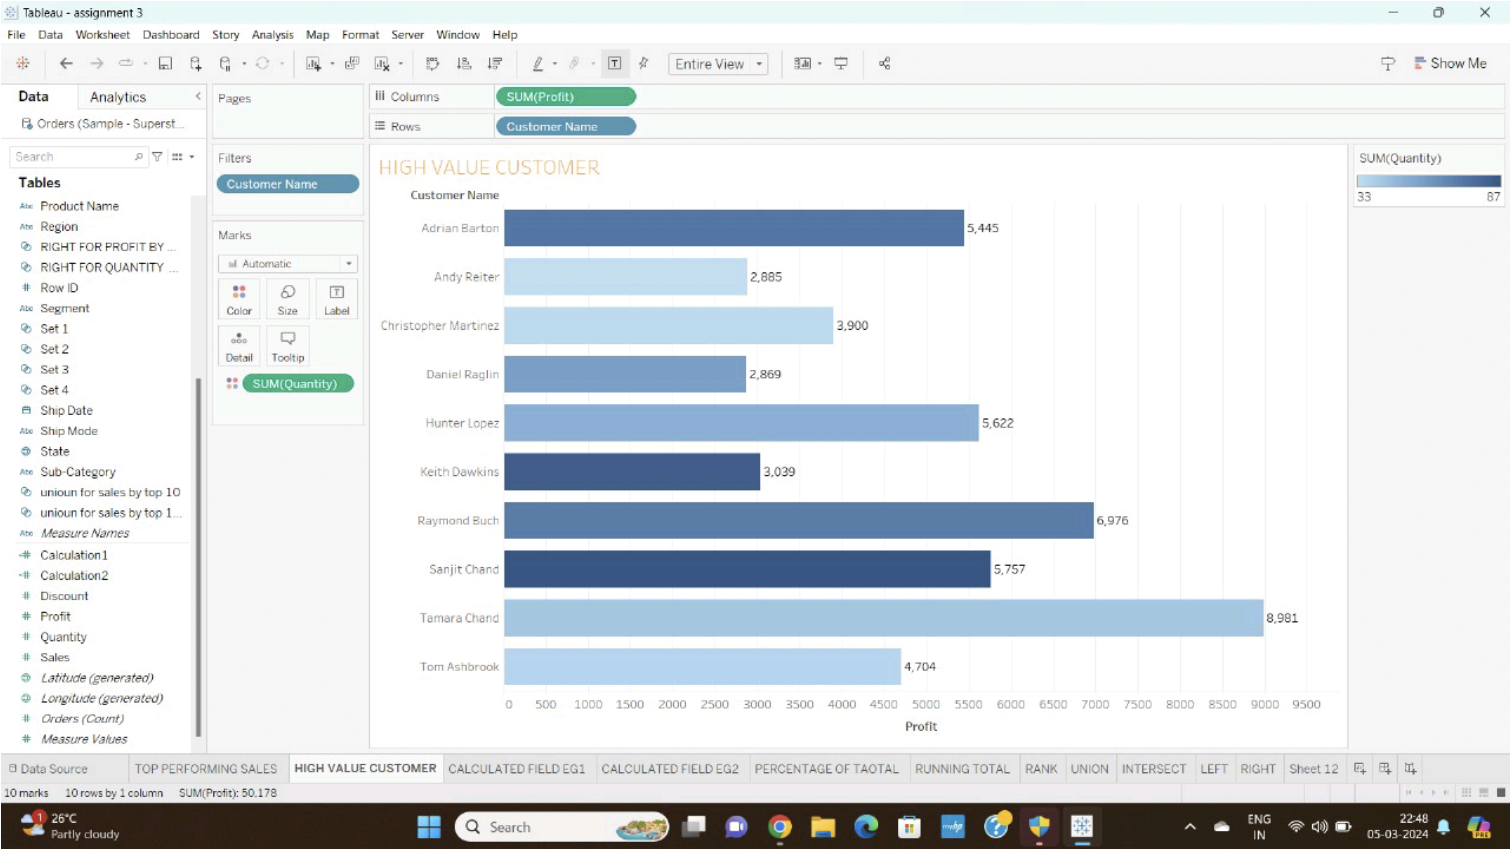 Tableau - assignment 3
File Data Worksheet Dashboard Story Analysis Map Format Server Window Help
Entire View
Show Me
Data Analytics
Orders (Sample - Superst...
Search
Tables
Abc Product Name
Abc Region
RIGHT FOR PROFIT BY ...
RIGHT FOR QUANTITY ...
# Row ID
Abc Segment
Set 1
Set 2
Set 3
Set 4
Ship Date
Abc Ship Mode
State
Abc Sub-Category
unioun for sales by top 10
unioun for sales by top 1...
Abc Measure Names
=# Calculation1
=# Calculation2
# Discount
# Profit
# Quantity
# Sales
Latitude (generated)
Longitude (generated)
# Orders (Count)
# Measure Values
Pages
Filters
Customer Name
Marks
Automatic
Color Size Label
Detail Tooltip
SUM(Quantity)
Columns SUM(Profit)
Rows Customer Name
HIGH VALUE CUSTOMER
Customer Name
Adrian Barton 5,445
Andy Reiter 2,885
Christopher Martinez 3,900
Daniel Raglin 2,869
Hunter Lopez 5,622
Keith Dawkins 3,039
Raymond Buch 6,976
Sanjit Chand 5,757
Tamara Chand 8,981
Tom Ashbrook 4,704
0 500 1000 1500 2000 2500 3000 3500 4000 4500 5000 5500 6000 6500 7000 7500 8000 8500 9000 9500
Profit
SUM(Quantity)
33 87
Data Source TOP PERFORMING SALES HIGH VALUE CUSTOMER CALCULATED FIELD EG1 CALCULATED FIELD EG2 PERCENTAGE OF TAOTAL RUNNING TOTAL RANK UNION INTERSECT LEFT RIGHT Sheet 12
10 marks 10 rows by 1 column SUM(Profit): 50,178
1 26°C
Partly cloudy
Search
myhp
2
ENG
IN
22:48
05-03-2024
PRE